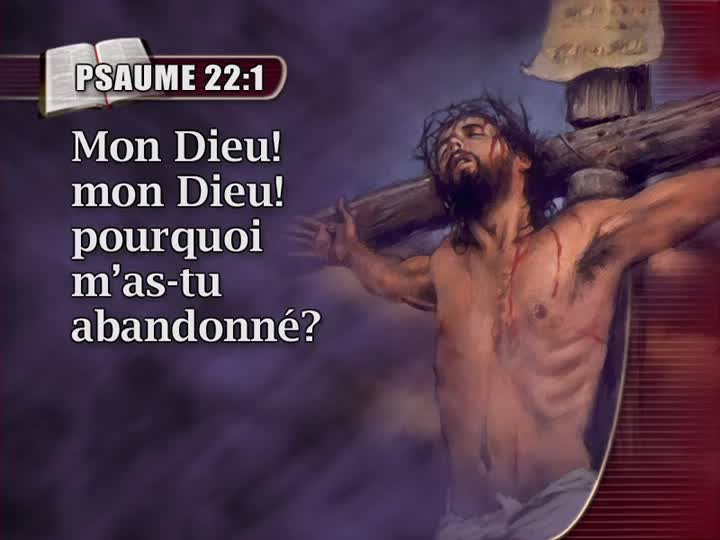 PSAUME 22:1
Mon Dieu!
mon Dieu!
pourquoi
m’as-tu
abandonné?